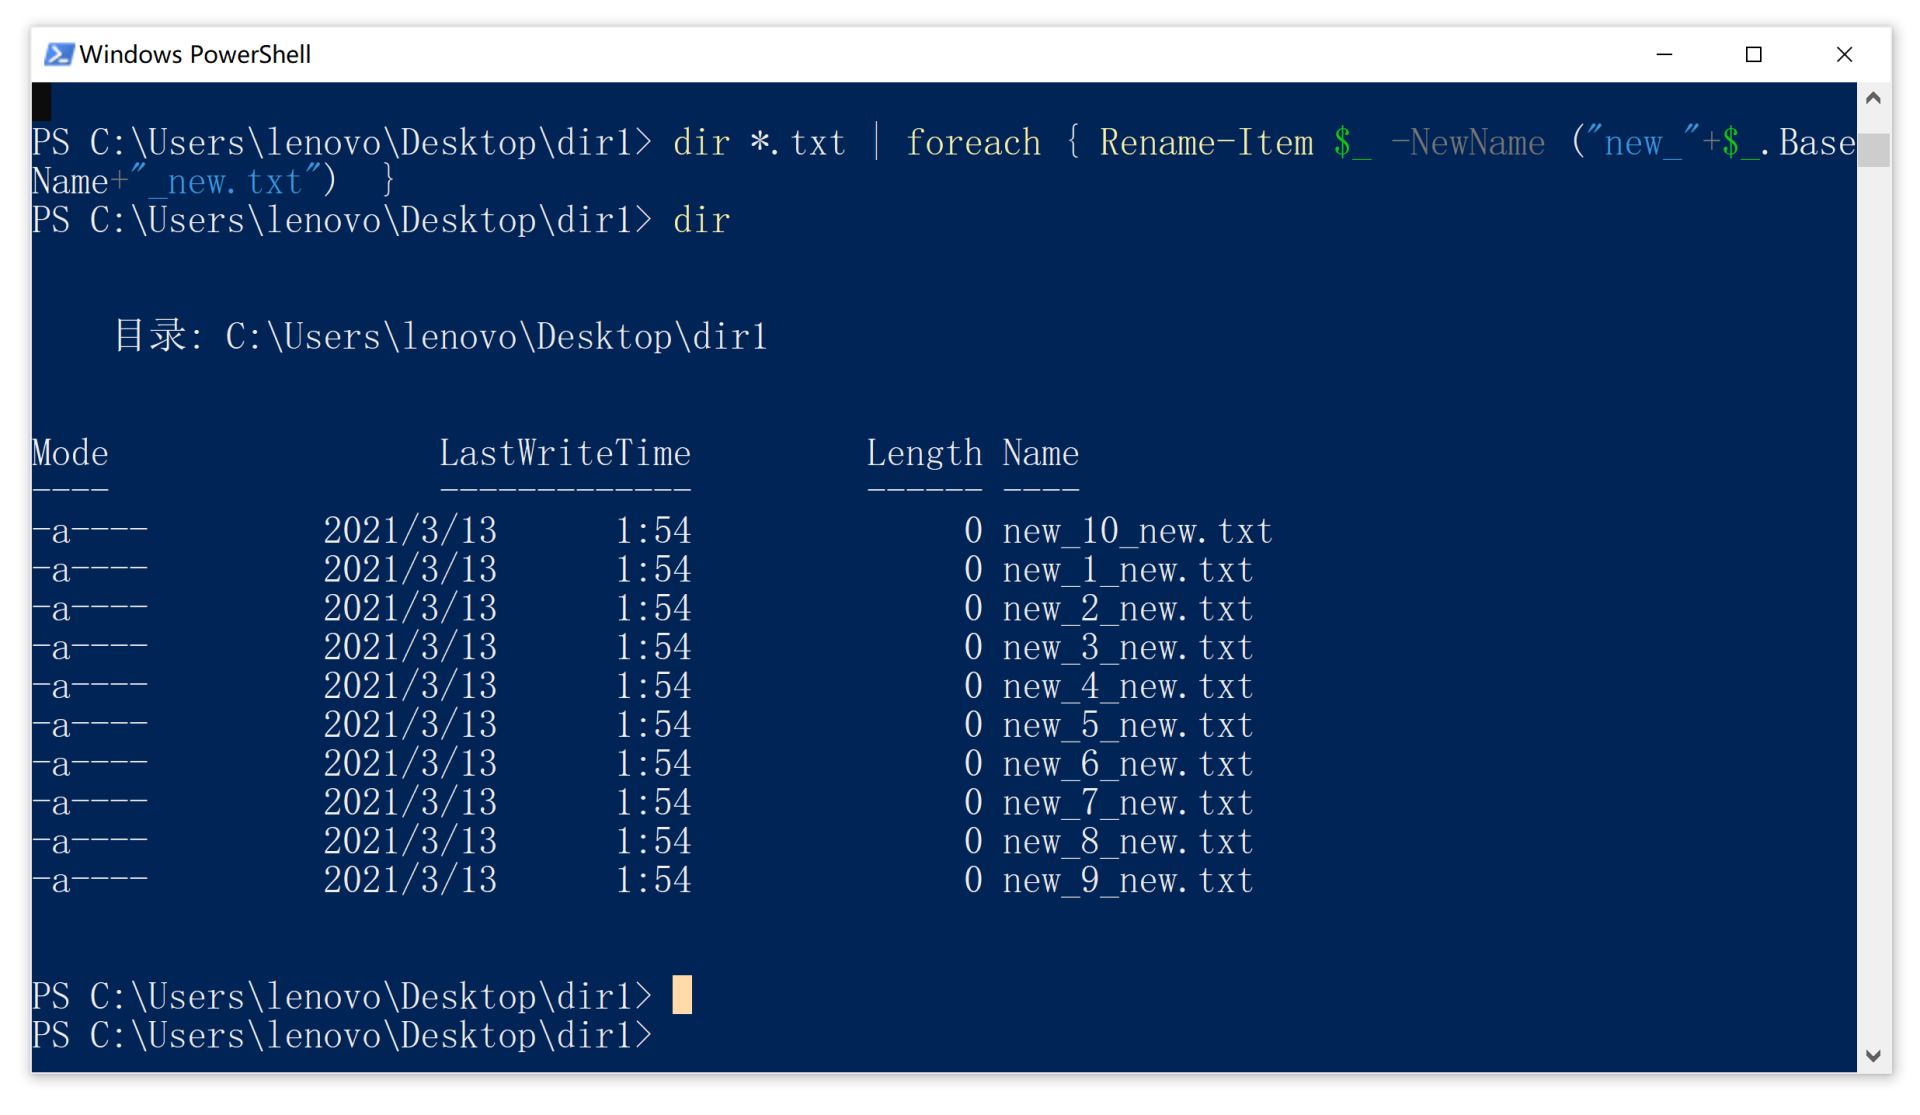 Windows PowerShell
PS C:\Users\lenovo\Desktop\dir1> dir *.txt | foreach { Rename-Item $_ -NewName ("new_"+$_.Base
Name+"_new.txt")  }
PS C:\Users\lenovo\Desktop\dir1> dir
目录: C:\Users\lenovo\Desktop\dir1
Mode                 LastWriteTime         Length Name
----                 -------------         ------ ----
-a----         2021/3/13      1:54              0 new_10_new.txt
-a----         2021/3/13      1:54              0 new_1_new.txt
-a----         2021/3/13      1:54              0 new_2_new.txt
-a----         2021/3/13      1:54              0 new_3_new.txt
-a----         2021/3/13      1:54              0 new_4_new.txt
-a----         2021/3/13      1:54              0 new_5_new.txt
-a----         2021/3/13      1:54              0 new_6_new.txt
-a----         2021/3/13      1:54              0 new_7_new.txt
-a----         2021/3/13      1:54              0 new_8_new.txt
-a----         2021/3/13      1:54              0 new_9_new.txt
PS C:\Users\lenovo\Desktop\dir1>
PS C:\Users\lenovo\Desktop\dir1>